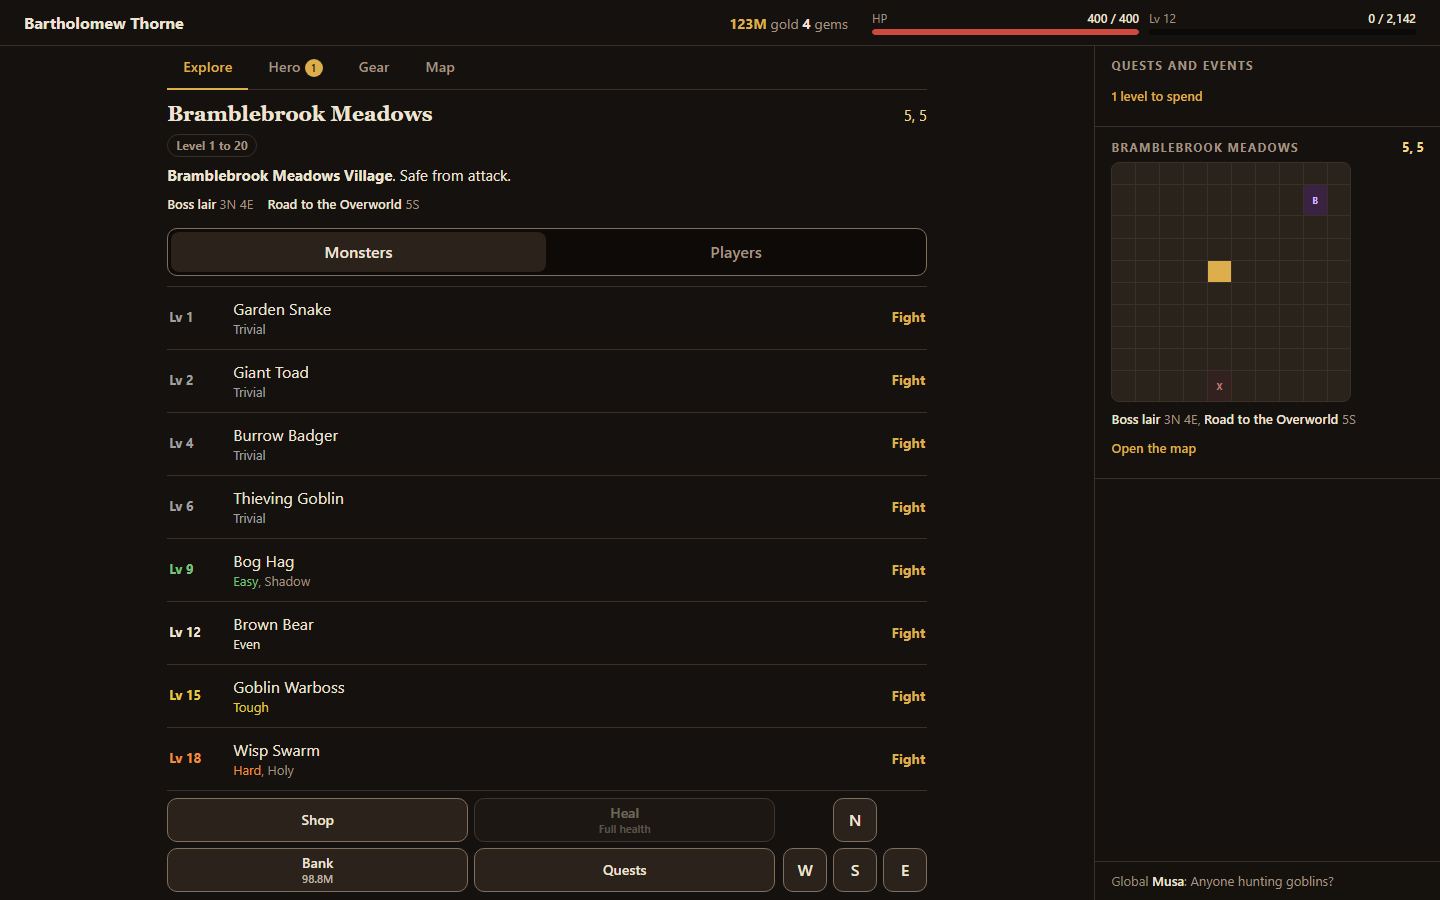 Bartholomew Thorne
123M gold 4 gems
HP 400 / 400
Lv 12 0 / 2,142
Explore Hero 1 Gear Map
Bramblebrook Meadows 5, 5
Level 1 to 20
Bramblebrook Meadows Village. Safe from attack.
Boss lair 3N 4E Road to the Overworld 5S
Monsters Players
Lv 1 Garden Snake Fight
Trivial
Lv 2 Giant Toad Fight
Trivial
Lv 4 Burrow Badger Fight
Trivial
Lv 6 Thieving Goblin Fight
Trivial
Lv 9 Bog Hag Fight
Easy, Shadow
Lv 12 Brown Bear Fight
Even
Lv 15 Goblin Warboss Fight
Tough
Lv 18 Wisp Swarm Fight
Hard, Holy
Shop
Heal
Full health
N
Bank
98.8M
Quests
W S E
QUESTS AND EVENTS
1 level to spend
BRAMBLEBROOK MEADOWS 5, 5
B
X
Boss lair 3N 4E, Road to the Overworld 5S
Open the map
Global Musa: Anyone hunting goblins?